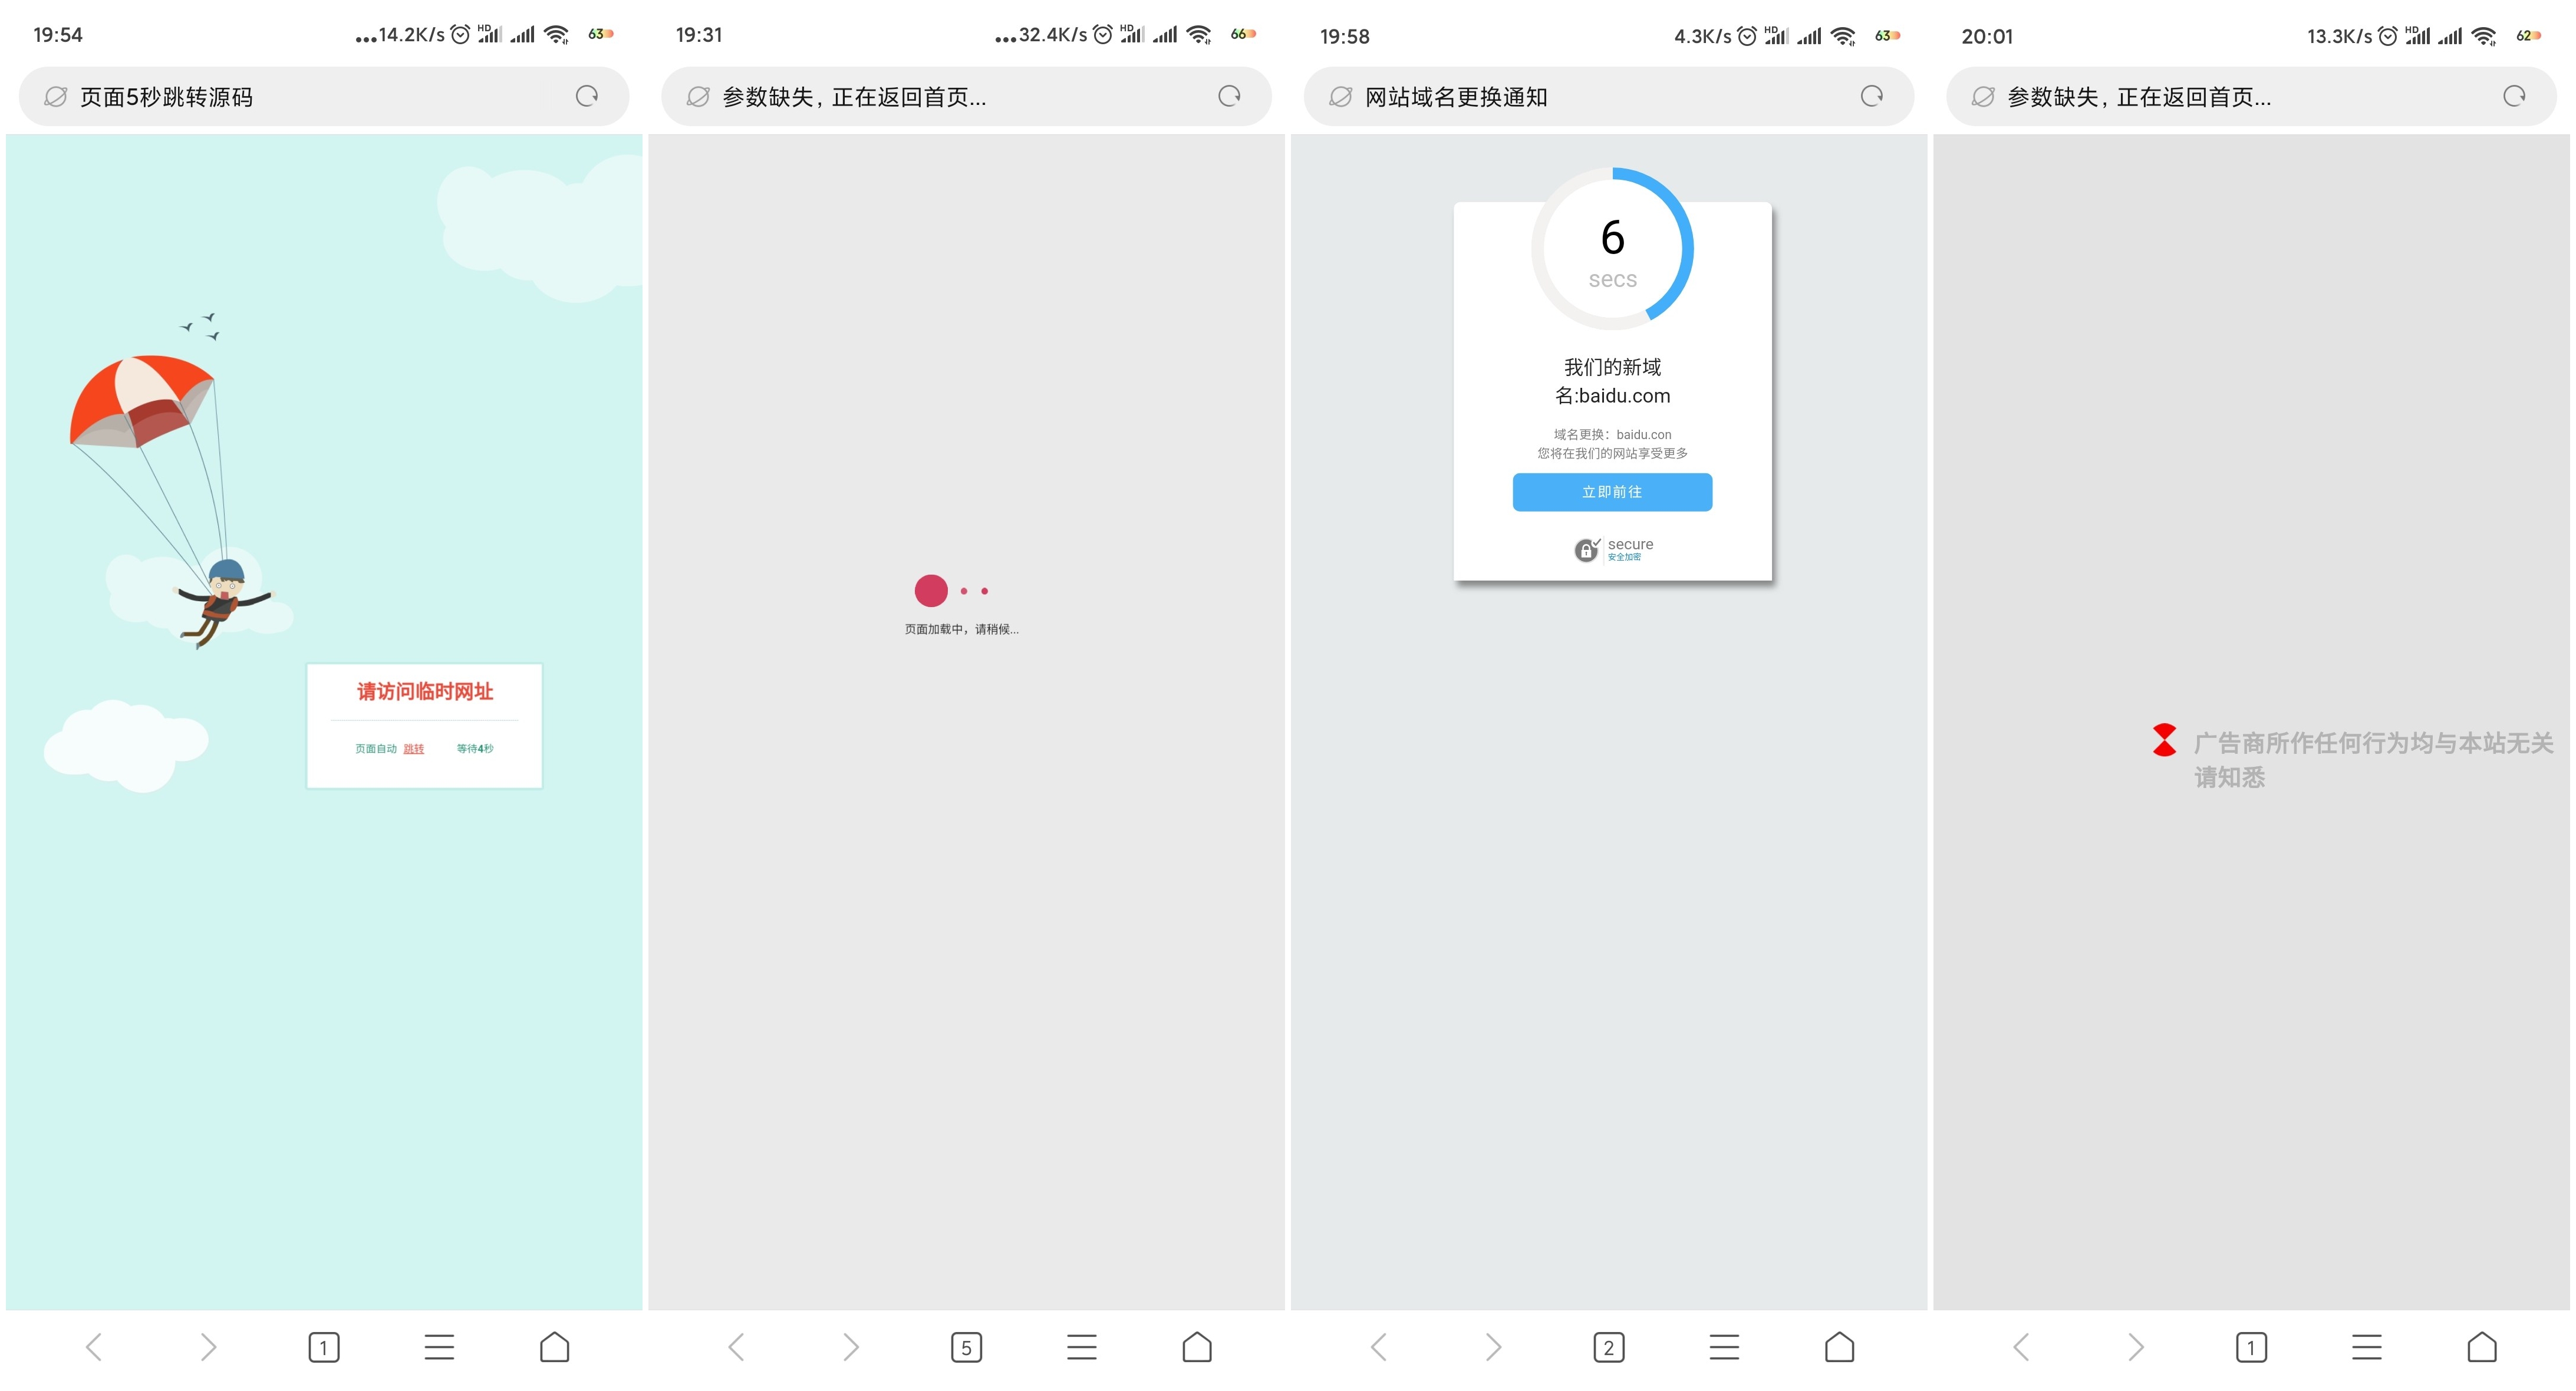 19:54
...14.2K/s HD 63
页面5秒跳转源码
请访问临时网址
页面自动 跳转 等待4秒
1
19:31
...32.4K/s HD 66
参数缺失，正在返回首页...
页面加载中，请稍候...
5
19:58
4.3K/s HD 63
网站域名更换通知
6
secs
我们的新域
名:baidu.com
域名更换：baidu.con
您将在我们的网站享受更多
立即前往
secure
安全加密
2
20:01
13.3K/s HD 62
参数缺失，正在返回首页...
广告商所作任何行为均与本站无关
请知悉
1